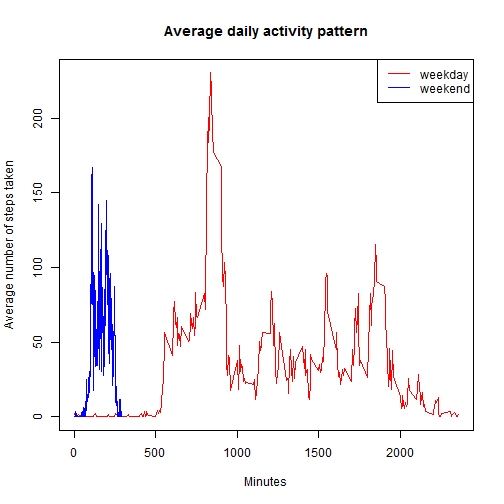 Average daily activity pattern
weekday
weekend
Average number of steps taken
200
150
100
50
0
0 500 1000 1500 2000
Minutes